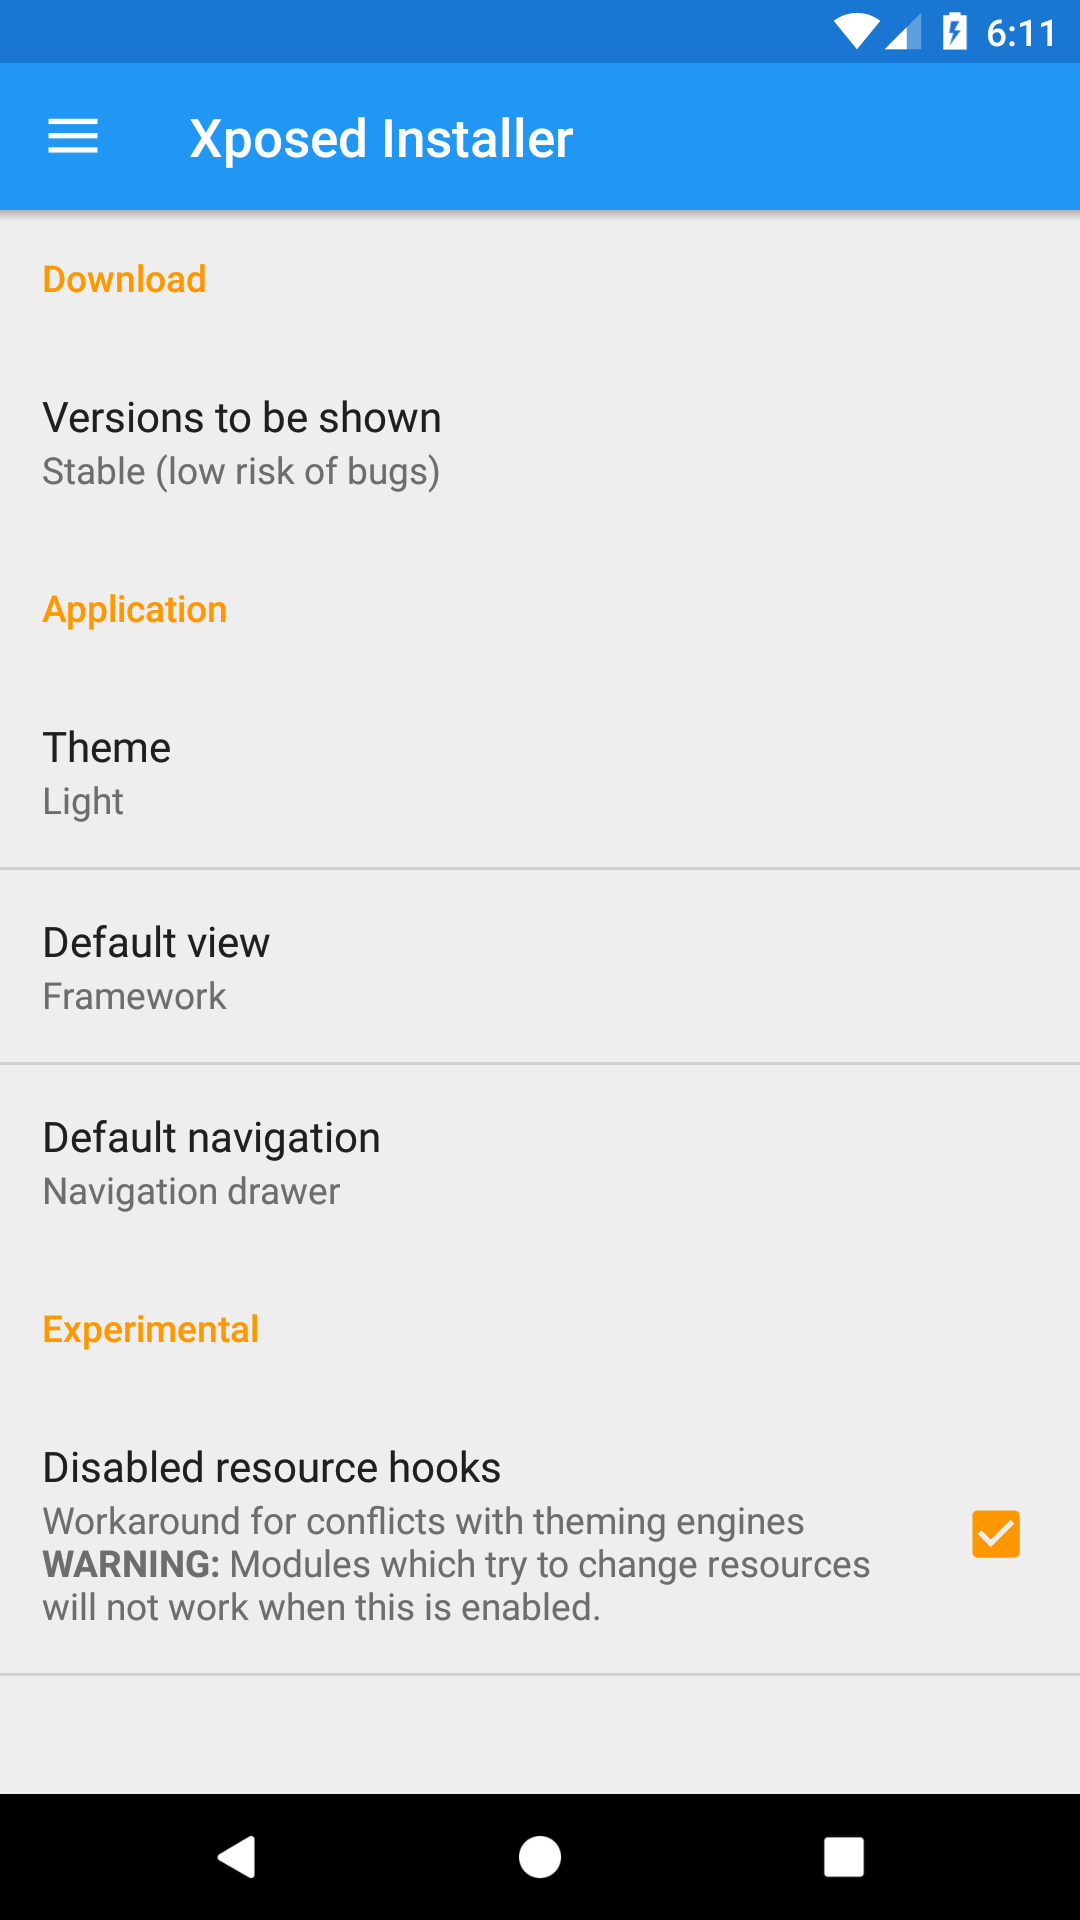 6:11
Xposed Installer
Download
Versions to be shown
Stable (low risk of bugs)
Application
Theme
Light
Default view
Framework
Default navigation
Navigation drawer
Experimental
Disabled resource hooks
Workaround for conflicts with theming engines
WARNING: Modules which try to change resources
will not work when this is enabled.